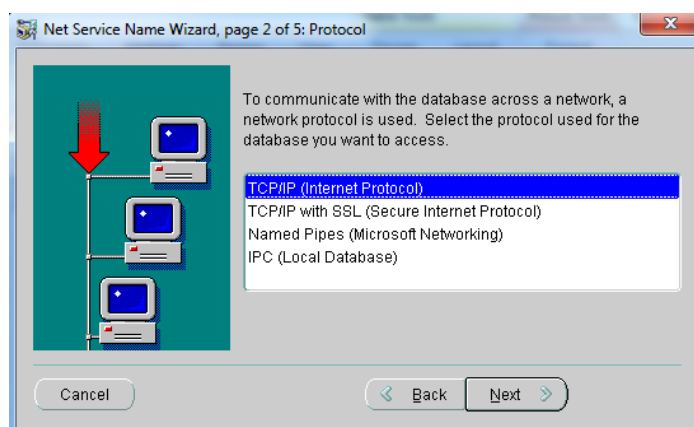 Net Service Name Wizard, page 2 of 5: Protocol
To communicate with the database across a network, a
network protocol is used. Select the protocol used for the
database you want to access.
TCP/IP (Internet Protocol)
TCP/IP with SSL (Secure Internet Protocol)
Named Pipes (Microsoft Networking)
IPC (Local Database)
Cancel
Back
Next